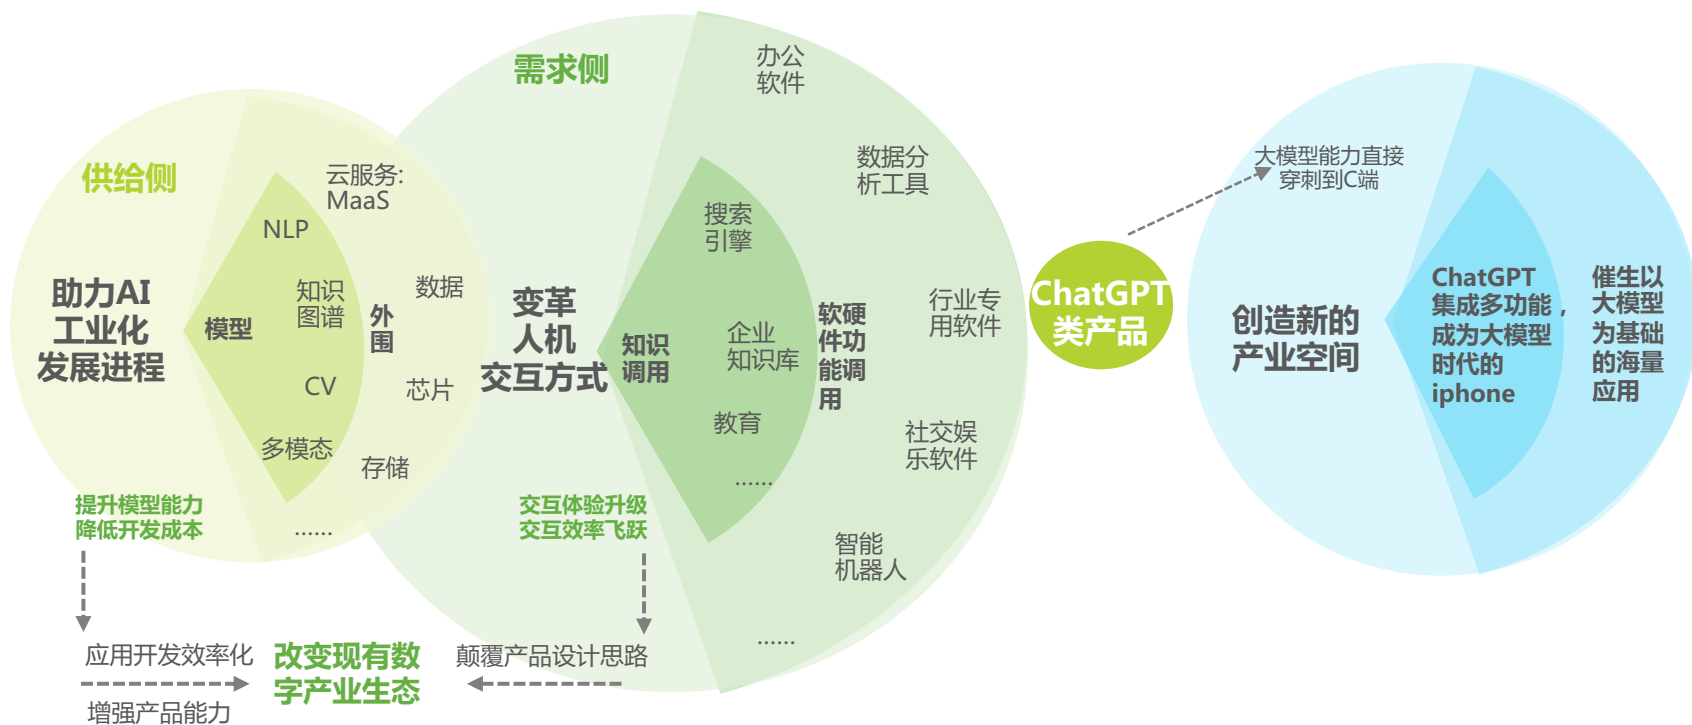 供给侧
助力AI
工业化
发展进程
模型
NLP
知识
图谱
CV
多模态
外
围
云服务:
MaaS
数据
芯片
存储
......
提升模型能力
降低开发成本
需求侧
变革
人机
交互方式
知识
调用
搜索
引擎
企业
知识库
教育
......
软硬
件功
能调
用
办公
软件
数据分
析工具
行业专
用软件
社交娱
乐软件
智能
机器人
......
交互体验升级
交互效率飞跃
应用开发效率化
增强产品能力
改变现有数
字产业生态
颠覆产品设计思路
ChatGPT
类产品
大模型能力直接
穿刺到C端
创造新的
产业空间
ChatGPT
集成多功能，
成为大模型
时代的
iphone
催生以
大模型
为基础
的海量
应用